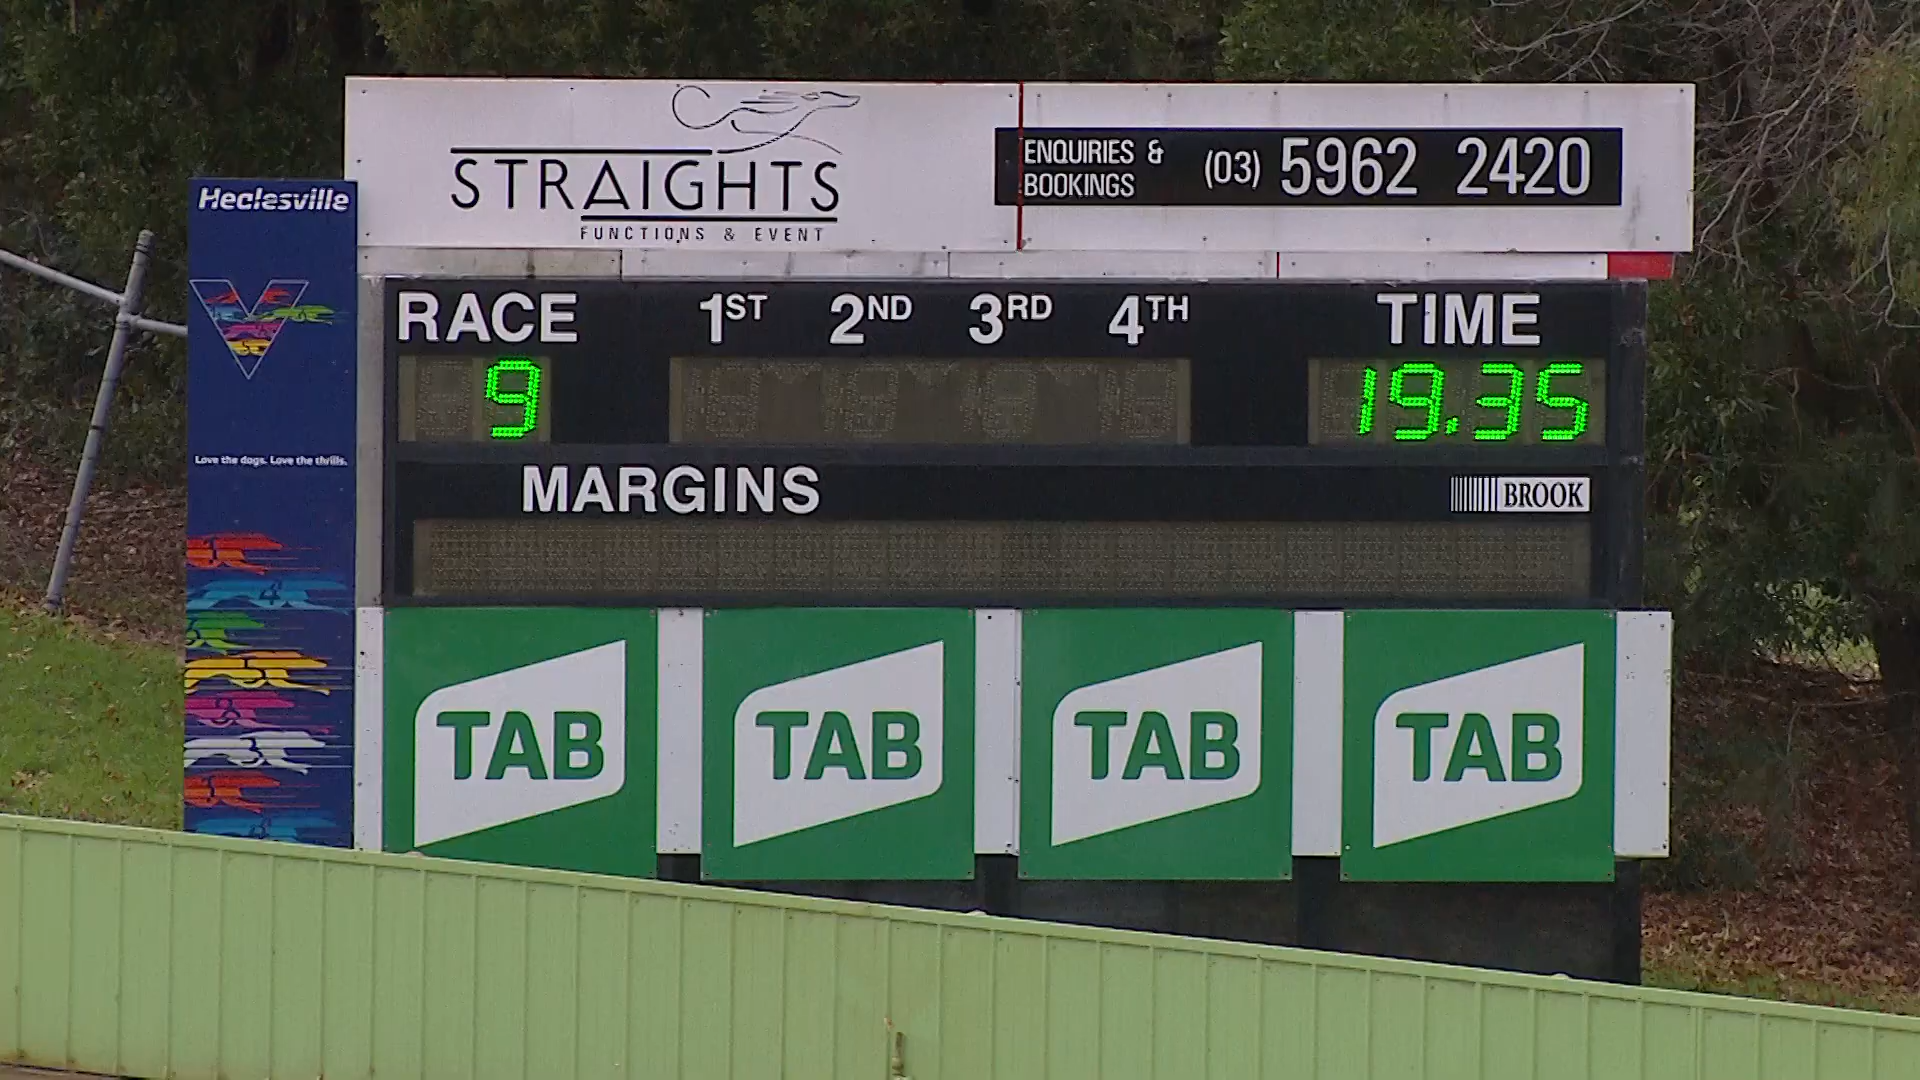 STRAIGHTS
FUNCTIONS & EVENT
ENQUIRIES &
BOOKINGS
(03) 5962 2420
Healesville
Love the dogs. Love the thrills.
RACE 1ST 2ND 3RD 4TH TIME
9 19.35
MARGINS
BROOK
TAB TAB TAB TAB